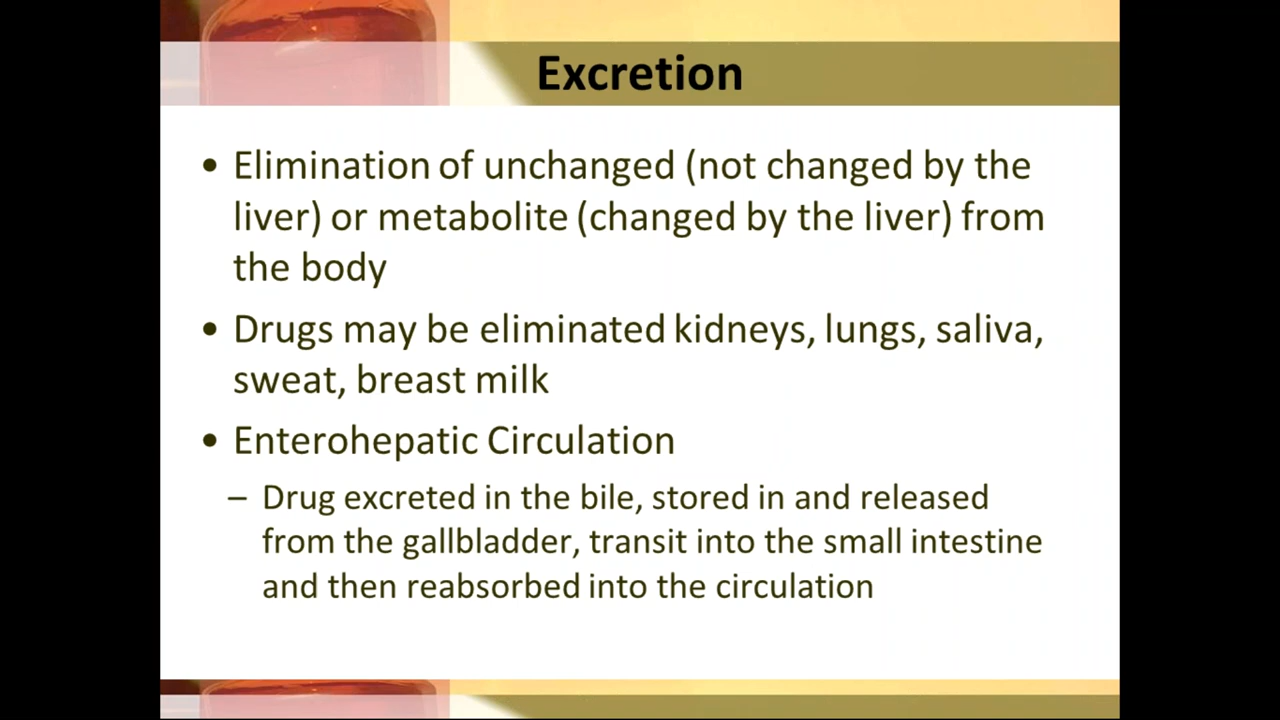 Excretion
• Elimination of unchanged (not changed by the
liver) or metabolite (changed by the liver) from
the body
• Drugs may be eliminated kidneys, lungs, saliva,
sweat, breast milk
• Enterohepatic Circulation
– Drug excreted in the bile, stored in and released
from the gallbladder, transit into the small intestine
and then reabsorbed into the circulation